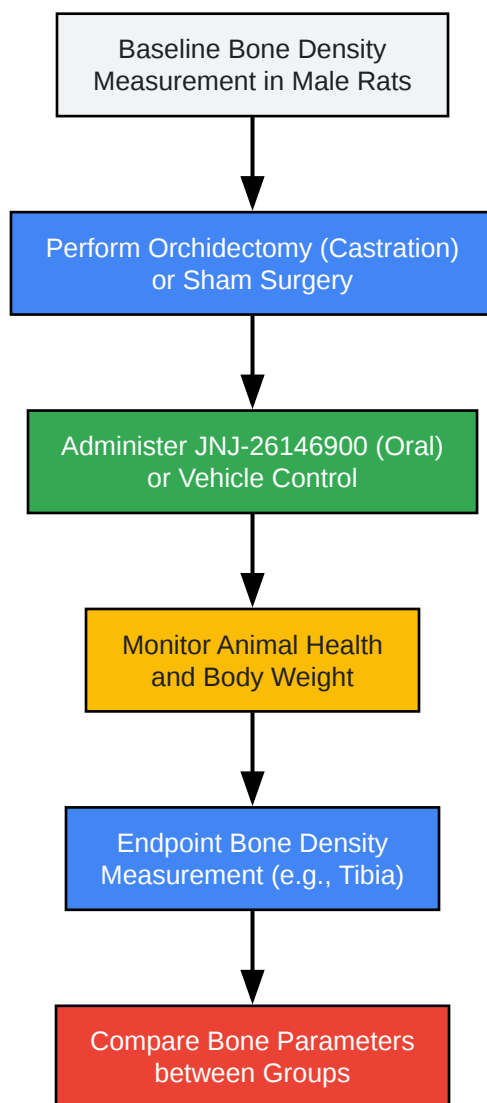 Baseline Bone Density
Measurement in Male Rats
Perform Orchidectomy (Castration)
or Sham Surgery
Administer JNJ-26146900 (Oral)
or Vehicle Control
Monitor Animal Health
and Body Weight
Endpoint Bone Density
Measurement (e.g., Tibia)
Compare Bone Parameters
between Groups